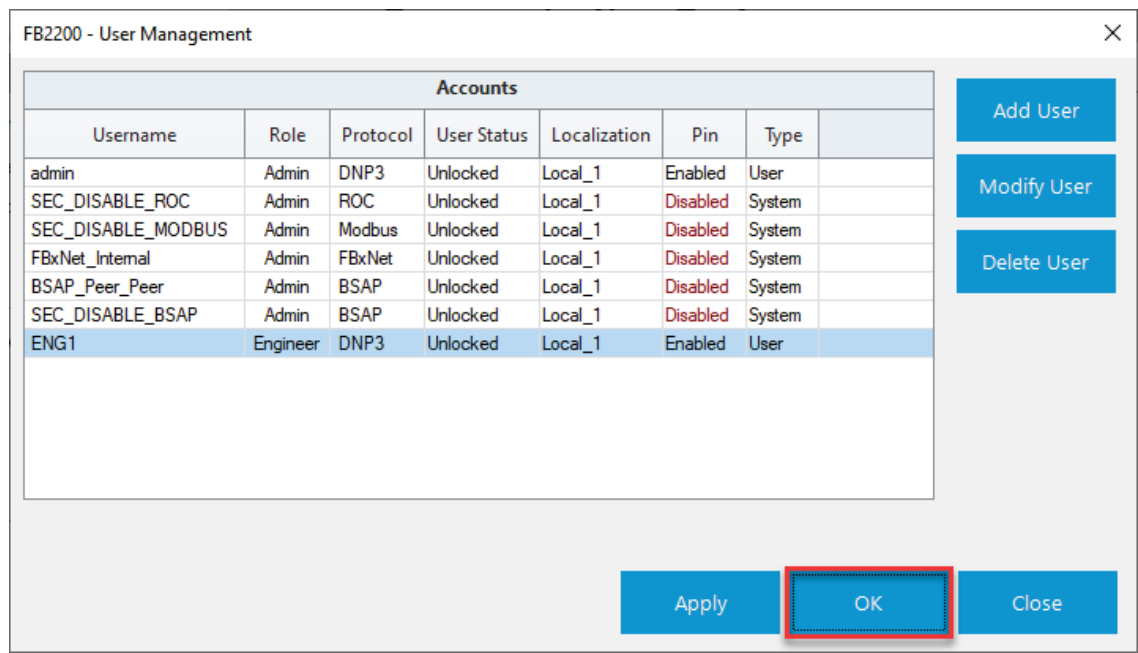 FB2200 - User Management
Accounts
Username Role Protocol User Status Localization Pin Type
admin Admin DNP3 Unlocked Local_1 Enabled User
SEC_DISABLE_ROC Admin ROC Unlocked Local_1 Disabled System
SEC_DISABLE_MODBUS Admin Modbus Unlocked Local_1 Disabled System
FBxNet_Internal Admin FBxNet Unlocked Local_1 Disabled System
BSAP_Peer_Peer Admin BSAP Unlocked Local_1 Disabled System
SEC_DISABLE_BSAP Admin BSAP Unlocked Local_1 Disabled System
ENG1 Engineer DNP3 Unlocked Local_1 Enabled User
Add User
Modify User
Delete User
Apply OK Close